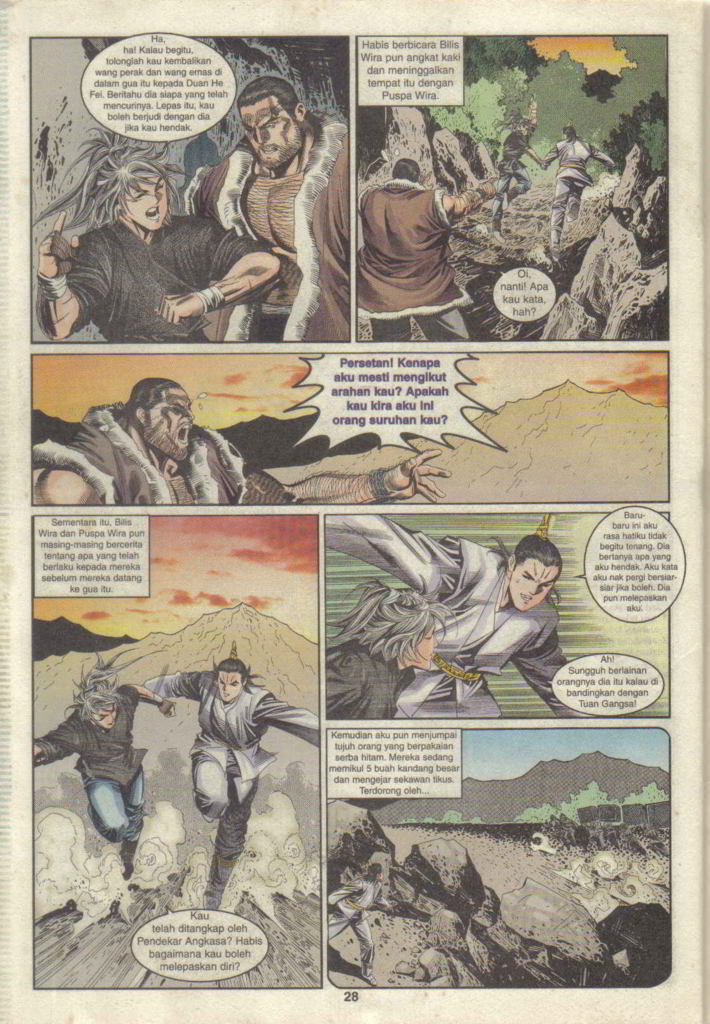 Ha,
ha! Kalau begitu,
tolonglah kau kembalikan
wang perak dan wang emas di
dalam gua itu kepada Duan He
Fei. Beritahu dia siapa yang telah
mencurinya. Lepas itu, kau
boleh berjudi dengan dia
jika kau hendak.
Habis berbicara Bilis
Wira pun angkat kaki
dan meninggalkan
tempat itu dengan
Puspa Wira.
Oi,
nanti! Apa
kau kata,
hah?
Persetan! Kenapa
aku mesti mengikut
arahan kau? Apakah
kau kira aku ini
orang suruhan kau?
Sementara itu, Bilis
Wira dan Puspa Wira pun
masing-masing bercerita
tentang apa yang telah
berlaku kepada mereka
sebelum mereka datang
ke gua itu.
Kau
telah ditangkap oleh
Pendekar Angkasa? Habis
bagaimana kau boleh
melepaskan diri?
Baru-
baru ini aku
rasa hatiku tidak
begitu tenang. Dia
bertanya apa yang
aku hendak. Aku kata
aku nak pergi bersiar-
siar jika boleh. Dia
pun melepaskan
aku.
Ah!
Sungguh berlainan
orangnya dia itu kalau di
bandingkan dengan
Tuan Gangsa!
Kemudian aku pun menjumpai
tujuh orang yang berpakaian
serba hitam. Mereka sedang
memikul 5 buah kandang besar
dan mengejar sekawan tikus.
Terdorong oleh...
28